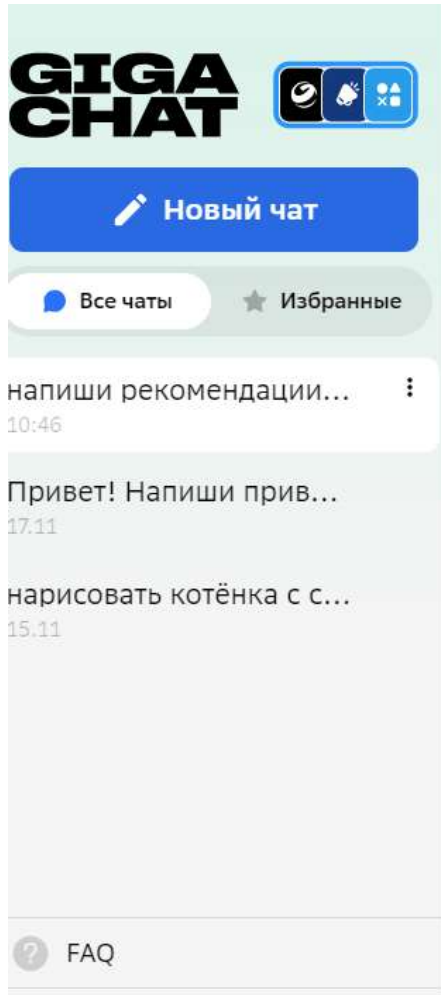 GIGA
CHAT
Новый чат
Все чаты
Избранные
напиши рекомендации...
10:46
Привет! Напиши прив...
17.11
нарисовать котёнка с с...
15.11
? FAQ